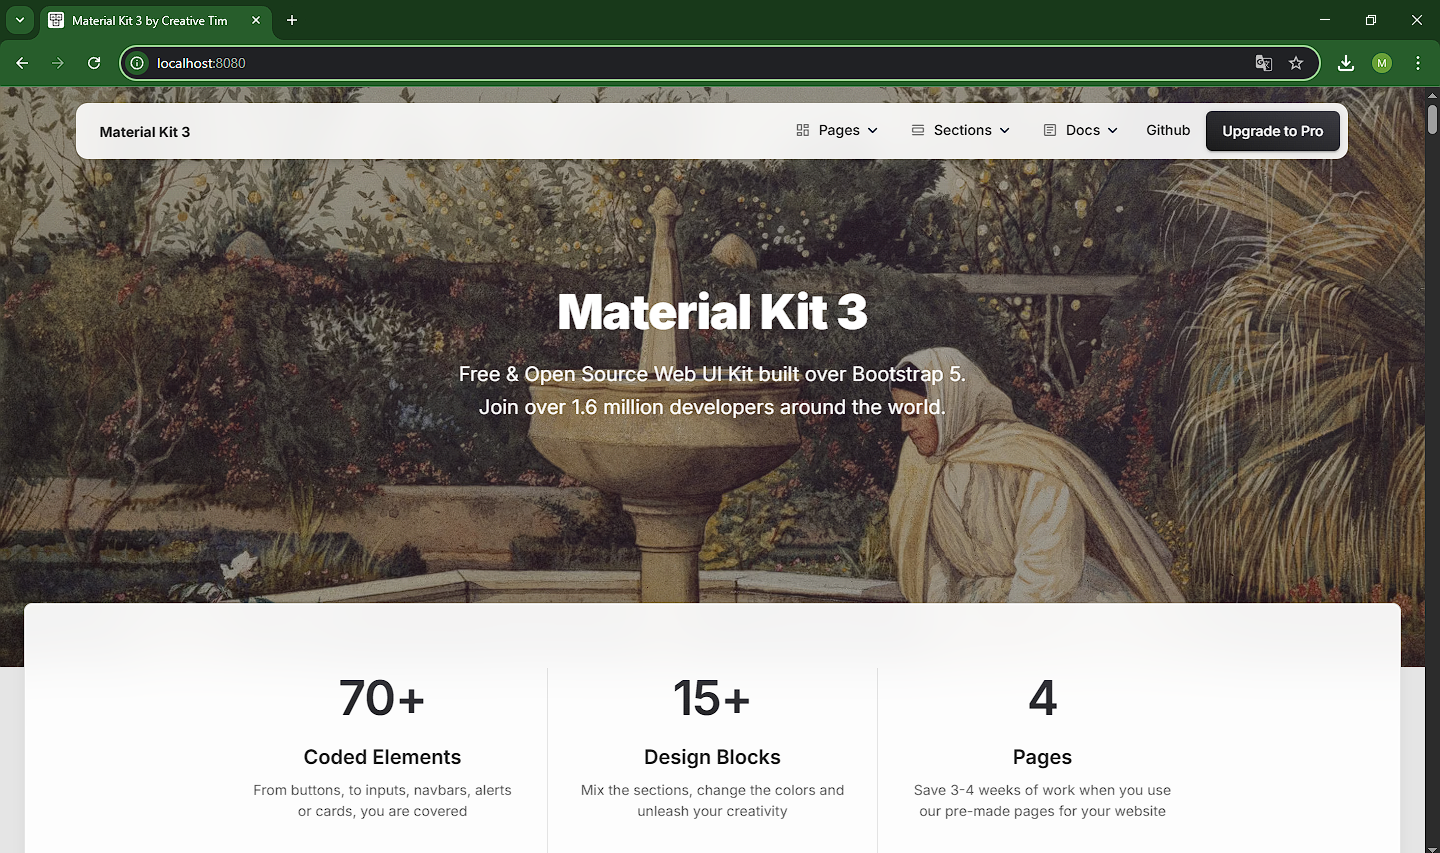 Material Kit 3 by Creative Tim
localhost:8080
M
Material Kit 3
Pages
Sections
Docs
Github
Upgrade to Pro
Material Kit 3
Free & Open Source Web UI Kit built over Bootstrap 5.
Join over 1.6 million developers around the world.
70+
Coded Elements
From buttons, to inputs, navbars, alerts
or cards, you are covered
15+
Design Blocks
Mix the sections, change the colors and
unleash your creativity
4
Pages
Save 3-4 weeks of work when you use
our pre-made pages for your website